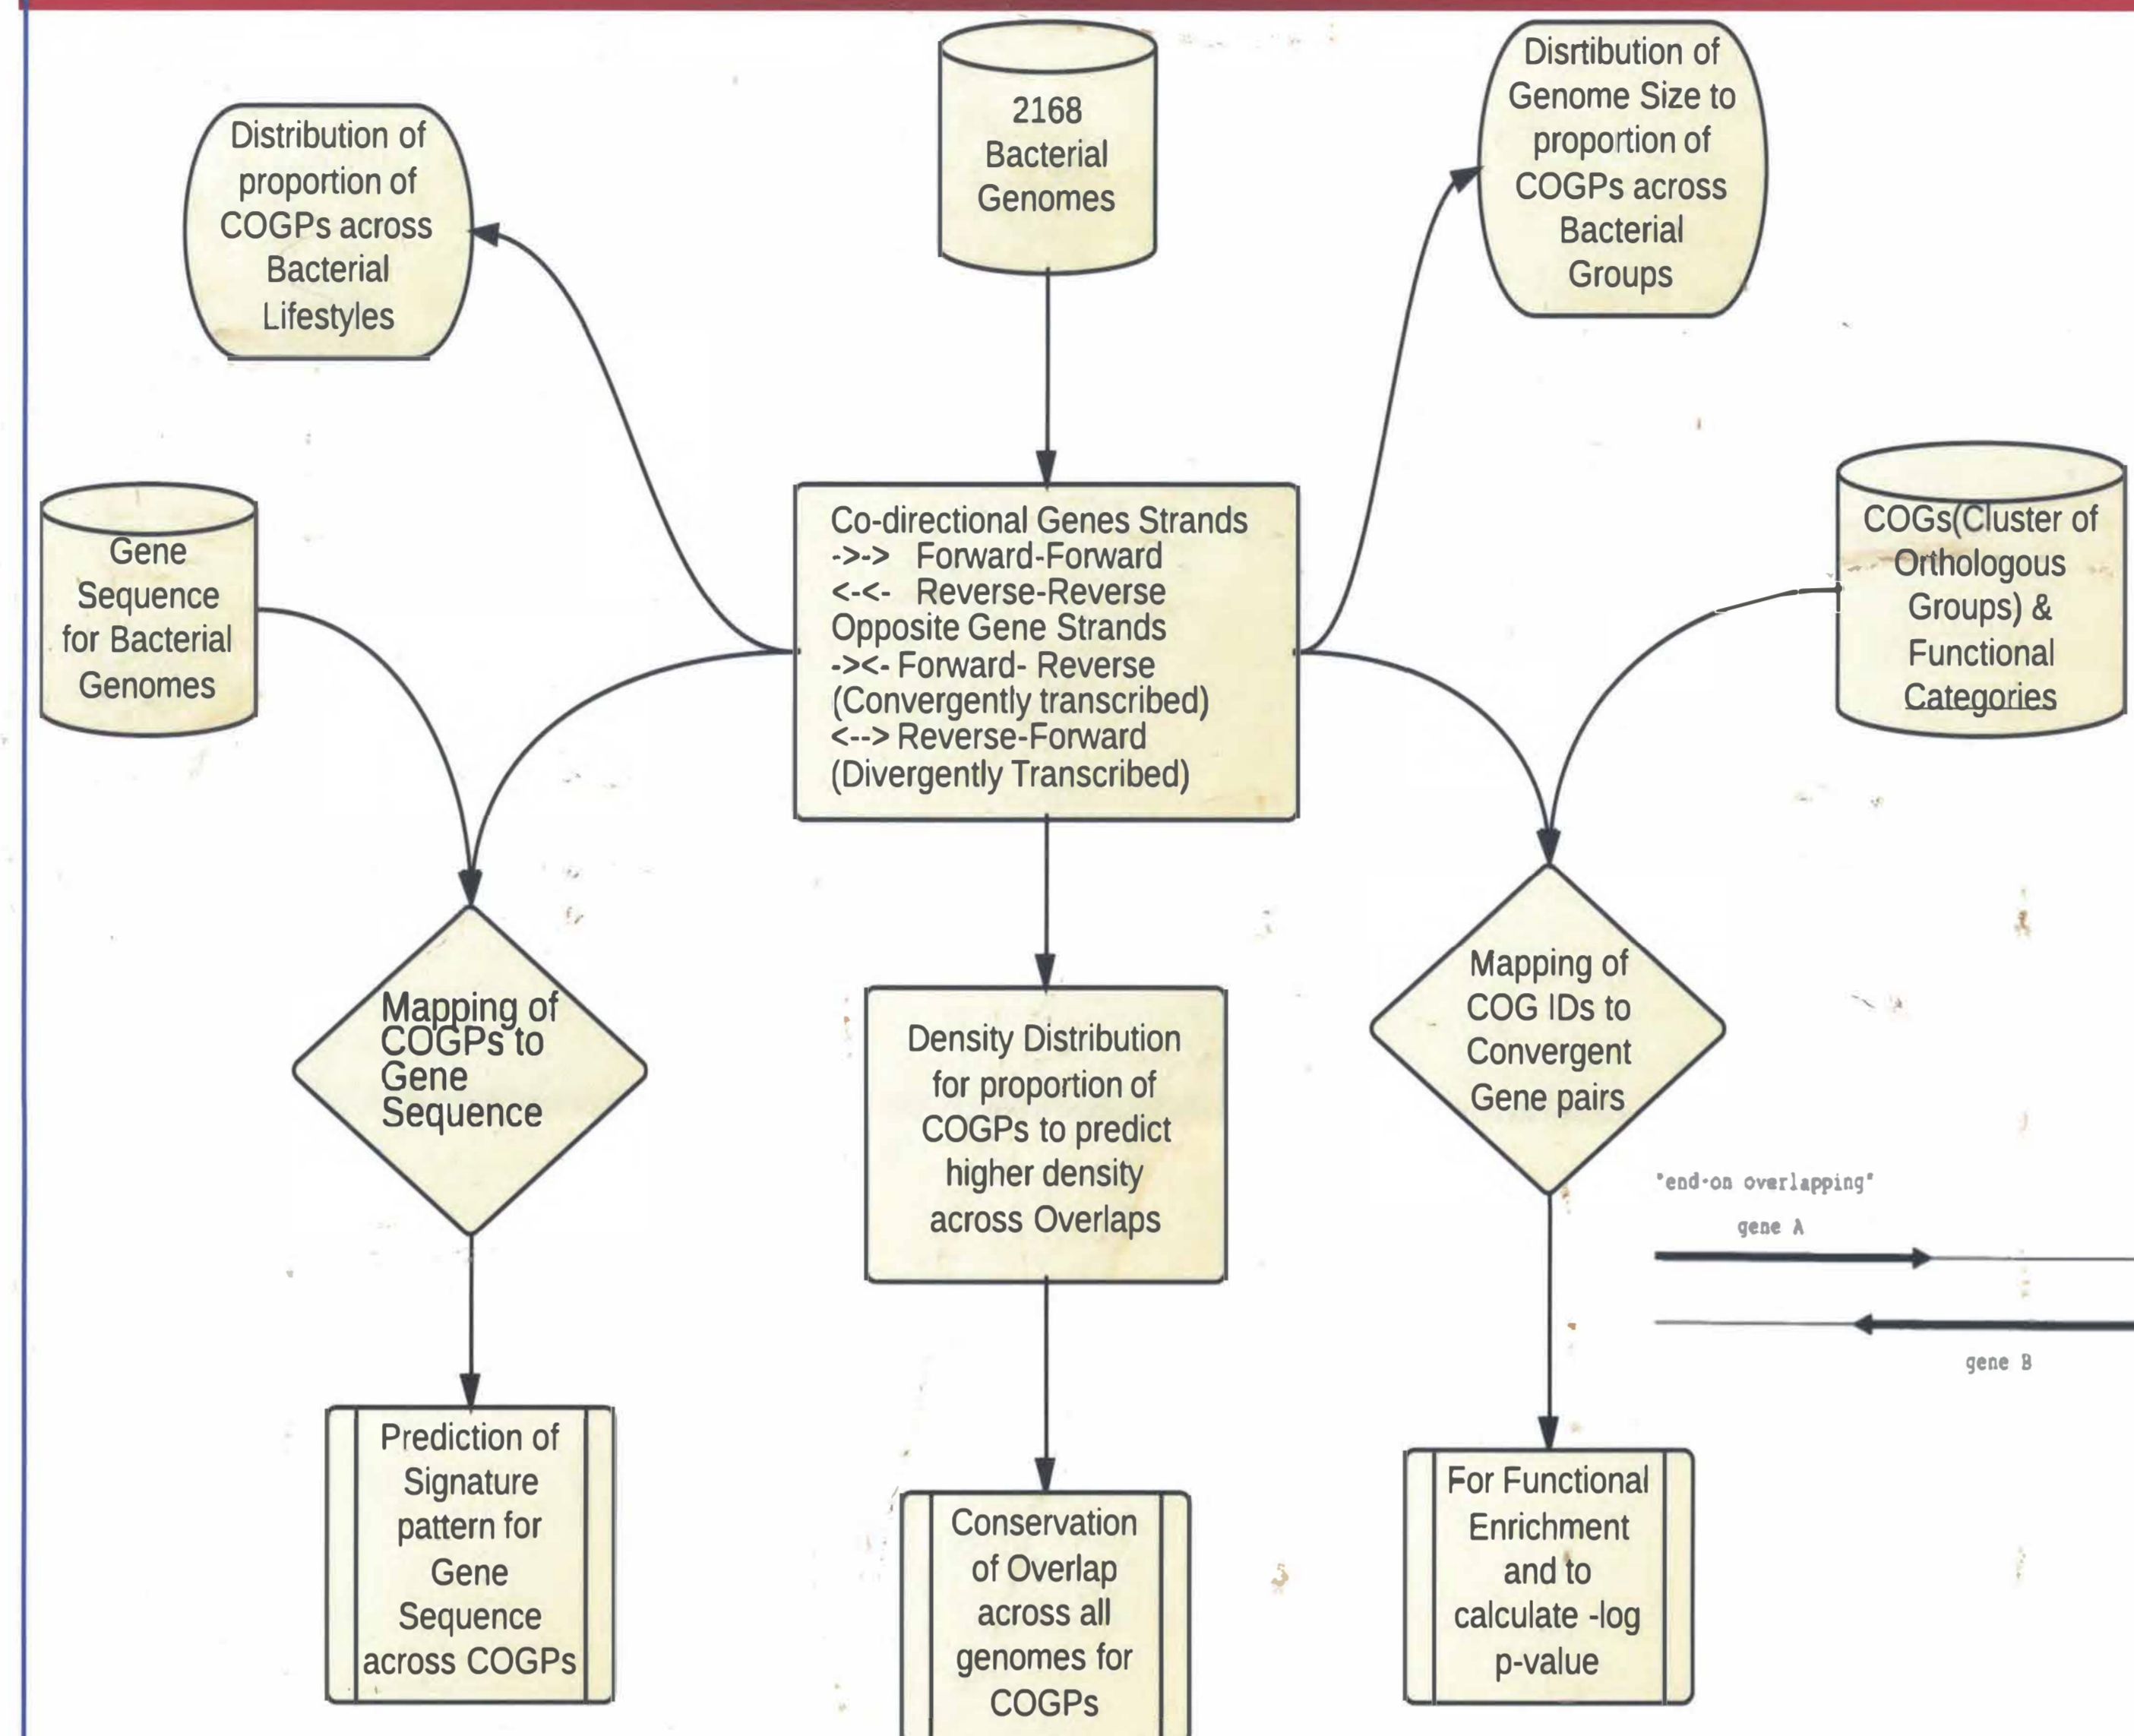 2168
Bacterial
Genomes
Disrtibution of
Genome Size to
proportion of
COGPs across
Bacterial
Groups
Distribution of
proportion of
COGPs across
Bacterial
Lifestyles
Gene
Sequence
for Bacterial
Genomes
Co-directional Genes Strands
->-> Forward-Forward
<-<- Reverse-Reverse
Opposite Gene Strands
-><- Forward- Reverse
(Convergently transcribed)
<--> Reverse-Forward
(Divergently Transcribed)
COGs(Cluster of
Orthologous
Groups) &
Functional
Categories
Mapping of
COGPs to
Gene
Sequence
Density Distribution
for proportion of
COGPs to predict
higher density
across Overlaps
Mapping of
COG IDs to
Convergent
Gene pairs
"end-on overlapping"
gene A
gene B
Prediction of
Signature
pattern for
Gene
Sequence
across COGPs
Conservation
of Overlap
across all
genomes for
COGPs
For Functional
Enrichment
and to
calculate -log
p-value